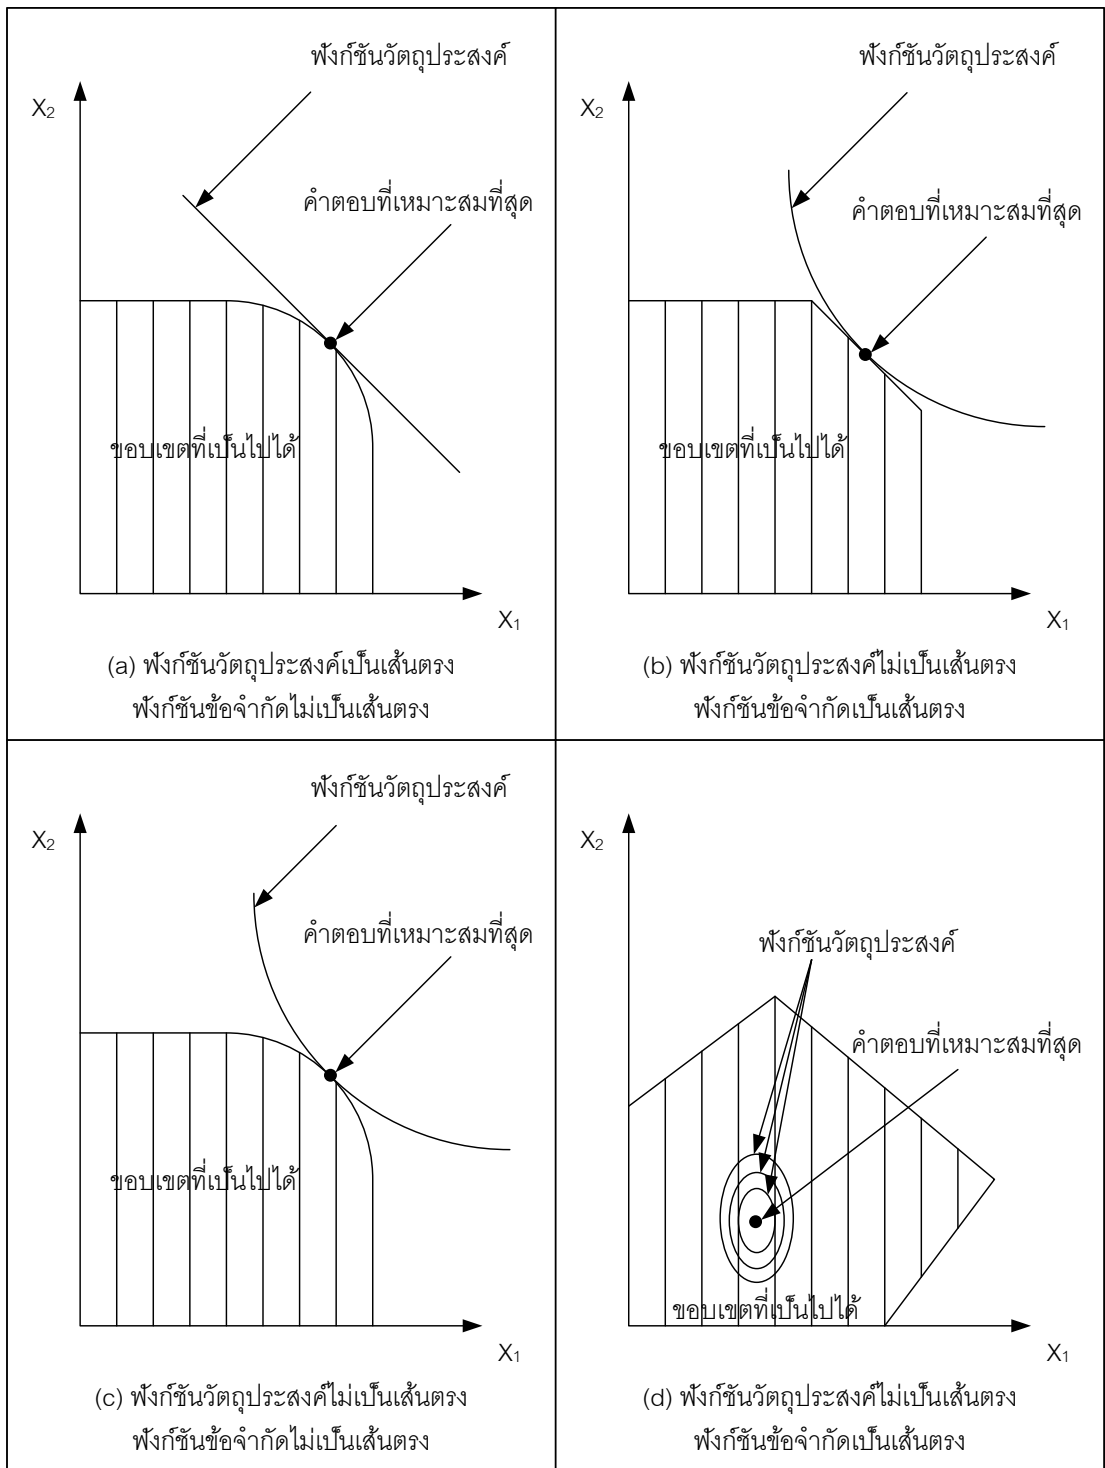 ฟังก์ชันวัตถุประสงค์
X₂
คำตอบที่เหมาะสมที่สุด
ขอบเขตที่เป็นไปได้
X₁
(a) ฟังก์ชันวัตถุประสงค์เป็นเส้นตรง
ฟังก์ชันข้อจำกัดไม่เป็นเส้นตรง
ฟังก์ชันวัตถุประสงค์
X₂
คำตอบที่เหมาะสมที่สุด
ขอบเขตที่เป็นไปได้
X₁
(b) ฟังก์ชันวัตถุประสงค์ไม่เป็นเส้นตรง
ฟังก์ชันข้อจำกัดเป็นเส้นตรง
ฟังก์ชันวัตถุประสงค์
X₂
คำตอบที่เหมาะสมที่สุด
ขอบเขตที่เป็นไปได้
X₁
(c) ฟังก์ชันวัตถุประสงค์ไม่เป็นเส้นตรง
ฟังก์ชันข้อจำกัดไม่เป็นเส้นตรง
X₂
ฟังก์ชันวัตถุประสงค์
คำตอบที่เหมาะสมที่สุด
ขอบเขตที่เป็นไปได้
X₁
(d) ฟังก์ชันวัตถุประสงค์ไม่เป็นเส้นตรง
ฟังก์ชันข้อจำกัดเป็นเส้นตรง